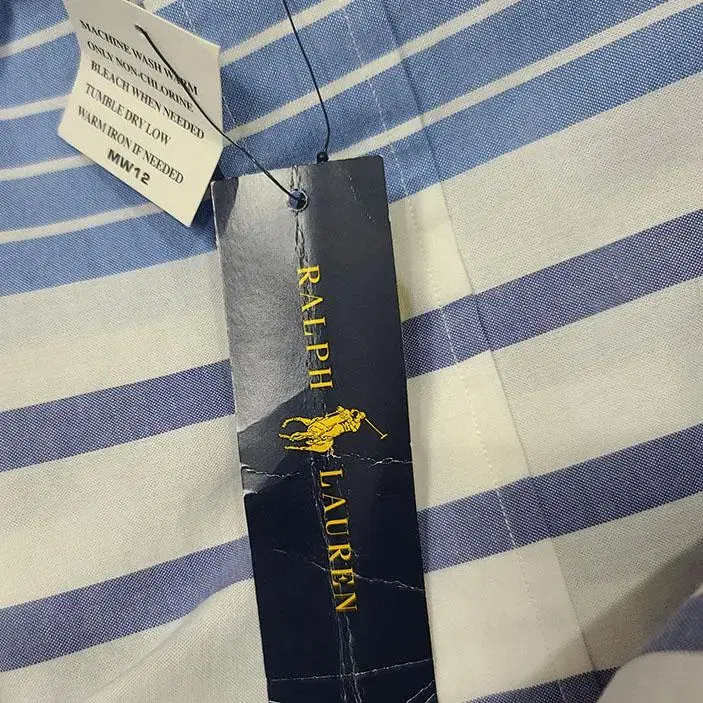 MACHINE WASH WARM
ONLY NON-CHLORINE
BLEACH WHEN NEEDED
TUMBLE DRY LOW
WARM IRON IF NEEDED
MW12
RALPH LAUREN